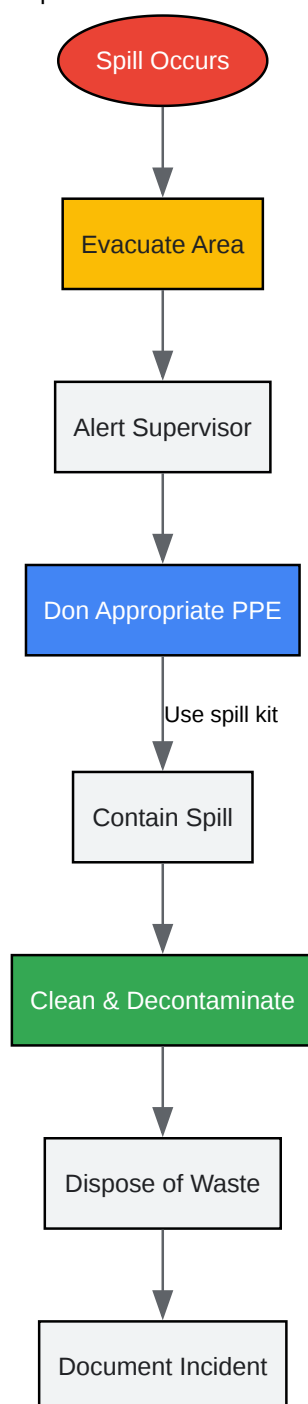 Spill Occurs
Evacuate Area
Alert Supervisor
Don Appropriate PPE
Use spill kit
Contain Spill
Clean & Decontaminate
Dispose of Waste
Document Incident